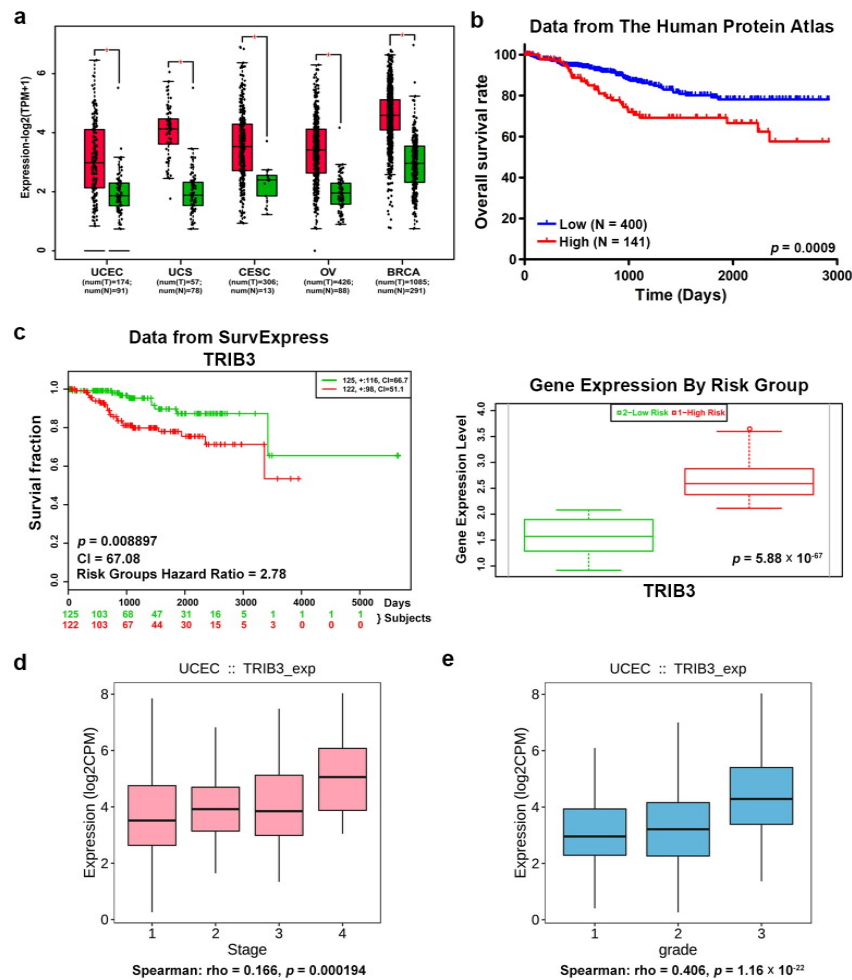 a
Expression-log2(TPM+1)
6
4
2
0
*
*
*
*
*
UCEC
(num(T)=174;
num(N)=91)
UCS
(num(T)=57;
num(N)=78)
CESC
(num(T)=306;
num(N)=13)
OV
(num(T)=426;
num(N)=88)
BRCA
(num(T)=1085;
num(N)=291)
b
Data from The Human Protein Atlas
Overall survival rate
100
80
60
40
20
0
Low (N = 400)
High (N = 141)
p = 0.0009
0 1000 2000 3000
Time (Days)
c
Data from SurvExpress
TRIB3
Survial fraction
1.0
0.8
0.6
0.4
0.2
0.0
125, +:116, CI=66.7
122, +:98, CI=51.1
p = 0.008897
CI = 67.08
Risk Groups Hazard Ratio = 2.78
0 1000 2000 3000 4000 5000 Days
125 103 68 47 31 16 5 1 1 1 1
122 103 67 44 30 15 5 3 0 0 0
} Subjects
Gene Expression By Risk Group
Gene Expression Level
4.0
3.5
3.0
2.5
2.0
1.5
1.0
2-Low Risk 1-High Risk
p = 5.88 x 10⁻⁶⁷
TRIB3
d
UCEC :: TRIB3_exp
Expression (log2CPM)
8
6
4
2
0
1 2 3 4
Stage
Spearman: rho = 0.166, p = 0.000194
e
UCEC :: TRIB3_exp
Expression (log2CPM)
8
6
4
2
0
1 2 3
grade
Spearman: rho = 0.406, p = 1.16 x 10⁻²²